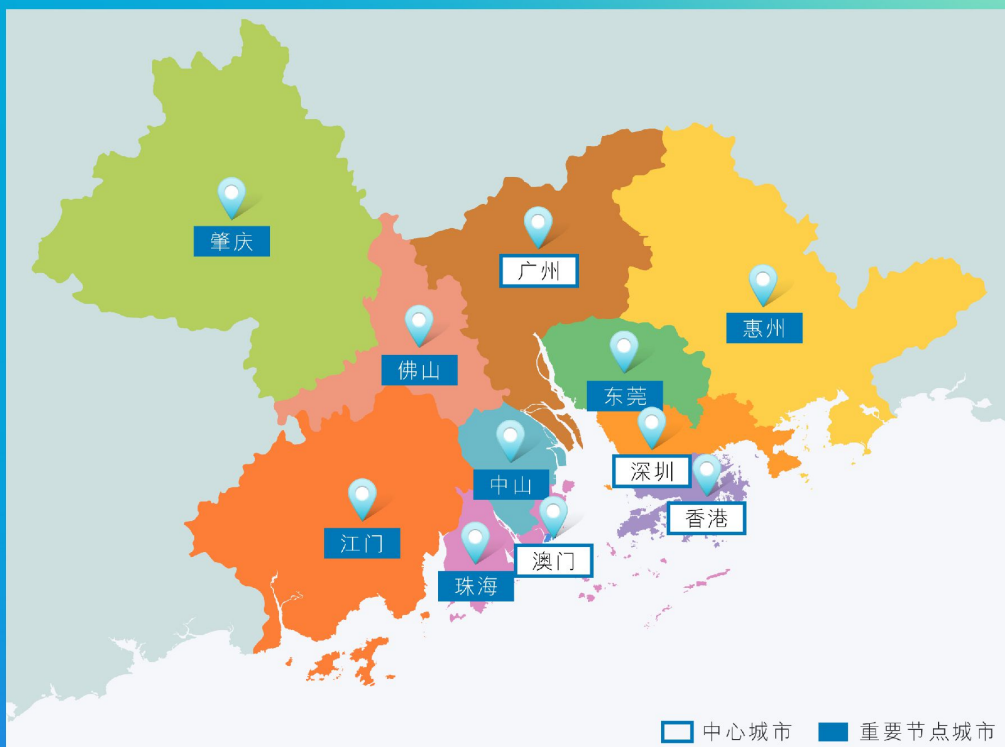 肇庆
广州
惠州
佛山
东莞
中山
深圳
香港
江门
澳门
珠海
中心城市
重要节点城市